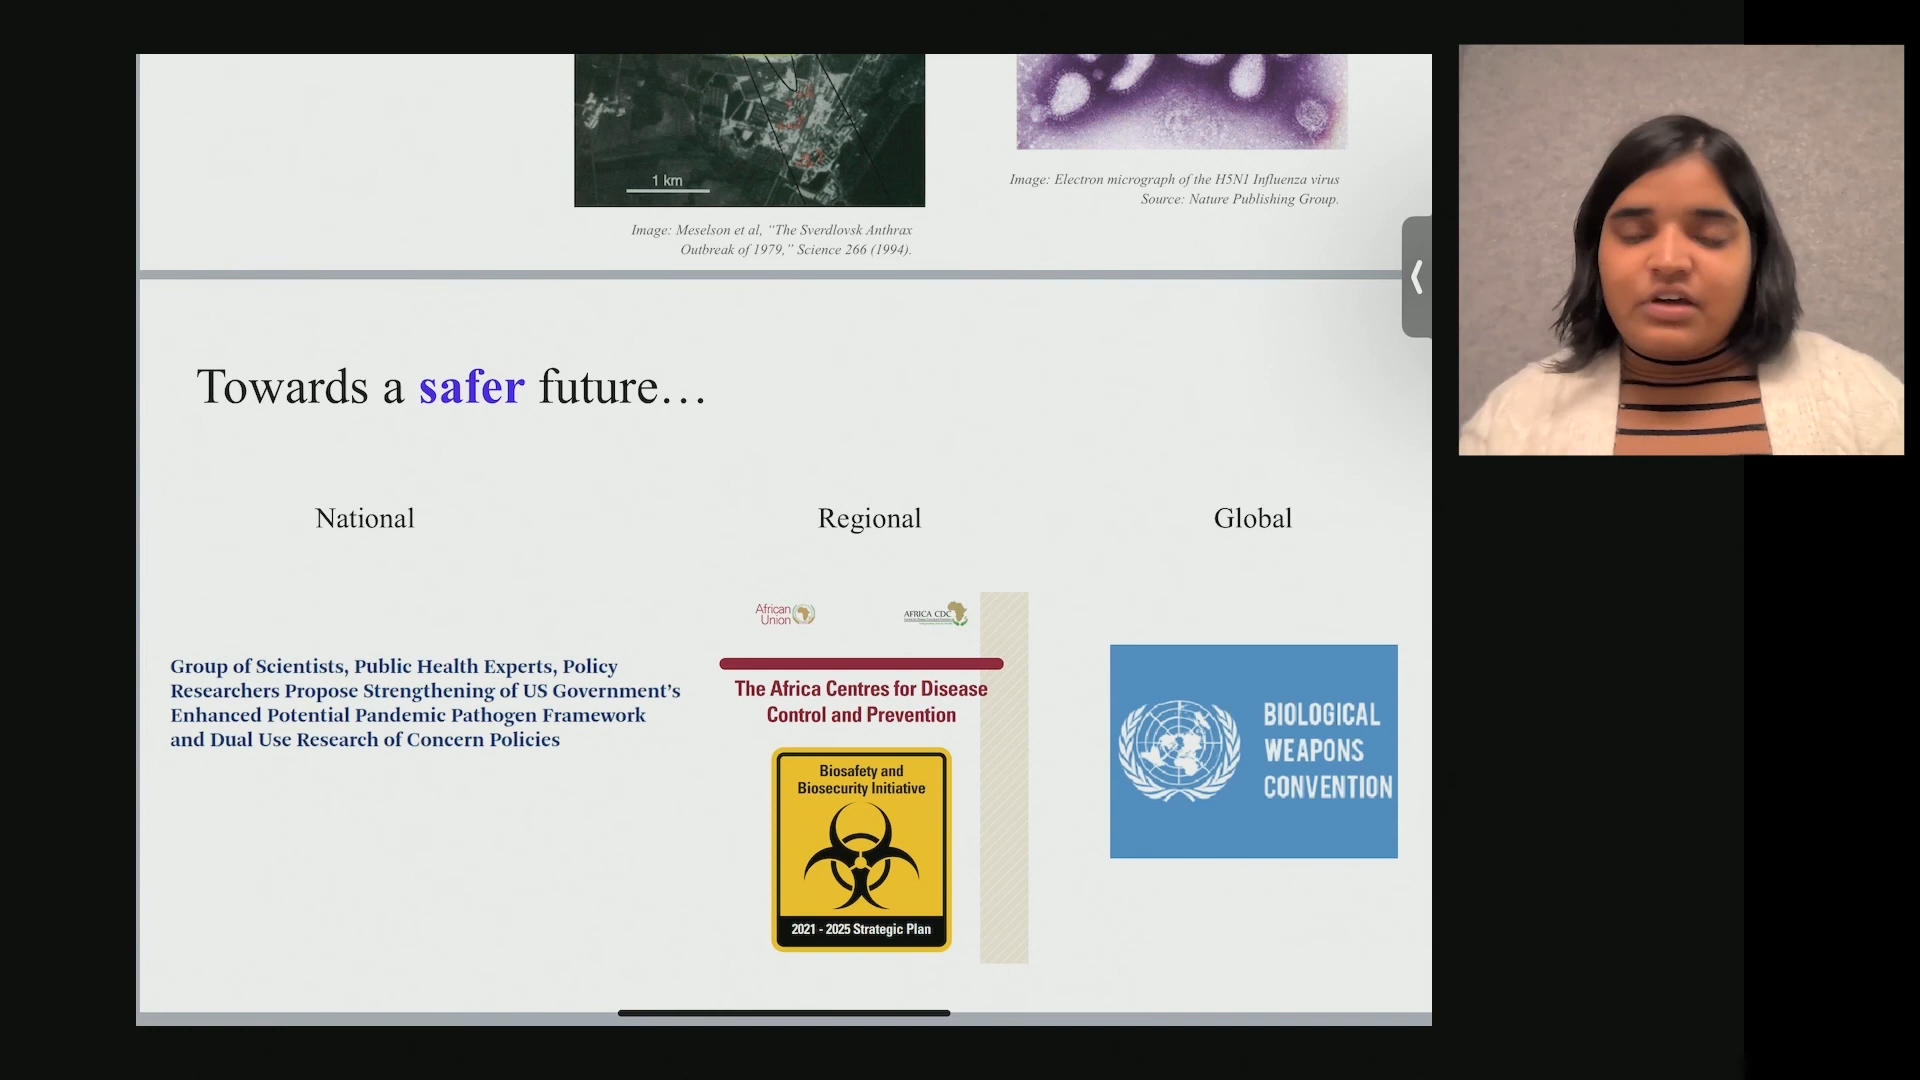 1 km
Image: Meselson et al, “The Sverdlovsk Anthrax
Outbreak of 1979,” Science 266 (1994).
Image: Electron micrograph of the H5N1 Influenza virus
Source: Nature Publishing Group.
Towards a safer future…
National
Regional
Global
Group of Scientists, Public Health Experts, Policy
Researchers Propose Strengthening of US Government’s
Enhanced Potential Pandemic Pathogen Framework
and Dual Use Research of Concern Policies
African
Union
AFRICA CDC
The Africa Centres for Disease
Control and Prevention
Biosafety and
Biosecurity Initiative
2021 - 2025 Strategic Plan
BIOLOGICAL
WEAPONS
CONVENTION